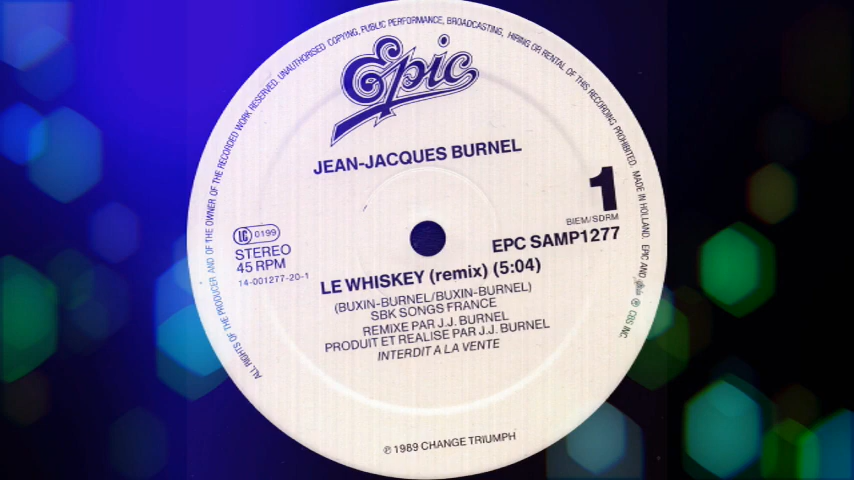 ALL RIGHTS OF THE PRODUCER AND OF THE OWNER OF THE RECORDED WORK RESERVED. UNAUTHORISED COPYING, PUBLIC PERFORMANCE, BROADCASTING, HIRING OR RENTAL OF THIS RECORDING PROHIBITED. MADE IN HOLLAND. EPIC AND ℗ CBS INC.
Epic
JEAN-JACQUES BURNEL
1
BIEM/SDRM
LC 0199
STEREO
45 RPM
14-001277-20-1
EPC SAMP1277
LE WHISKEY (remix) (5:04)
(BUXIN-BURNEL/BUXIN-BURNEL)
SBK SONGS FRANCE
REMIXE PAR J.J. BURNEL
PRODUIT ET REALISE PAR J.J. BURNEL
INTERDIT A LA VENTE
℗ 1989 CHANGE TRIUMPH